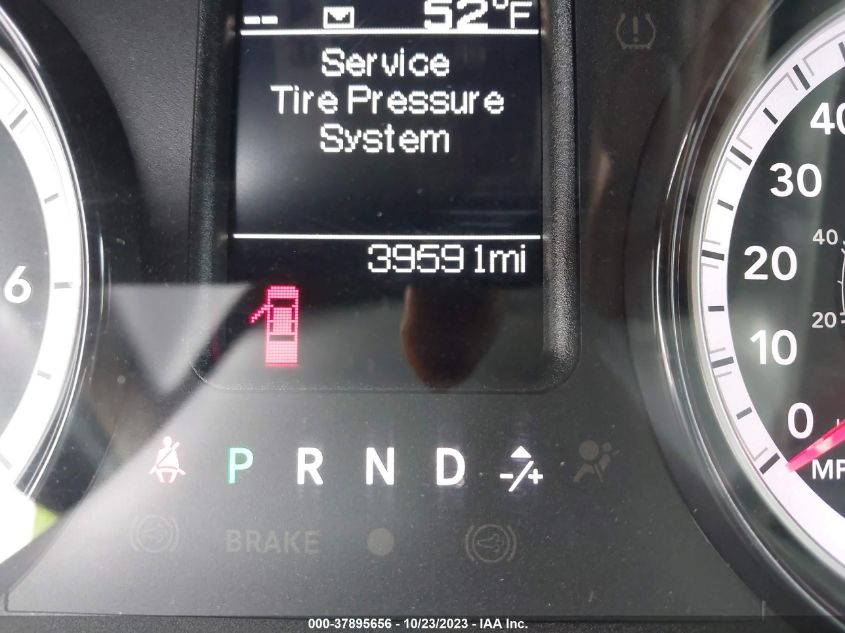 -- 52°F
Service
Tire Pressure
System
39591mi
6
40
30
20
10
0
40
20
MP
P R N D -/+
BRAKE
000-37895656 - 10/23/2023 - IAA Inc.